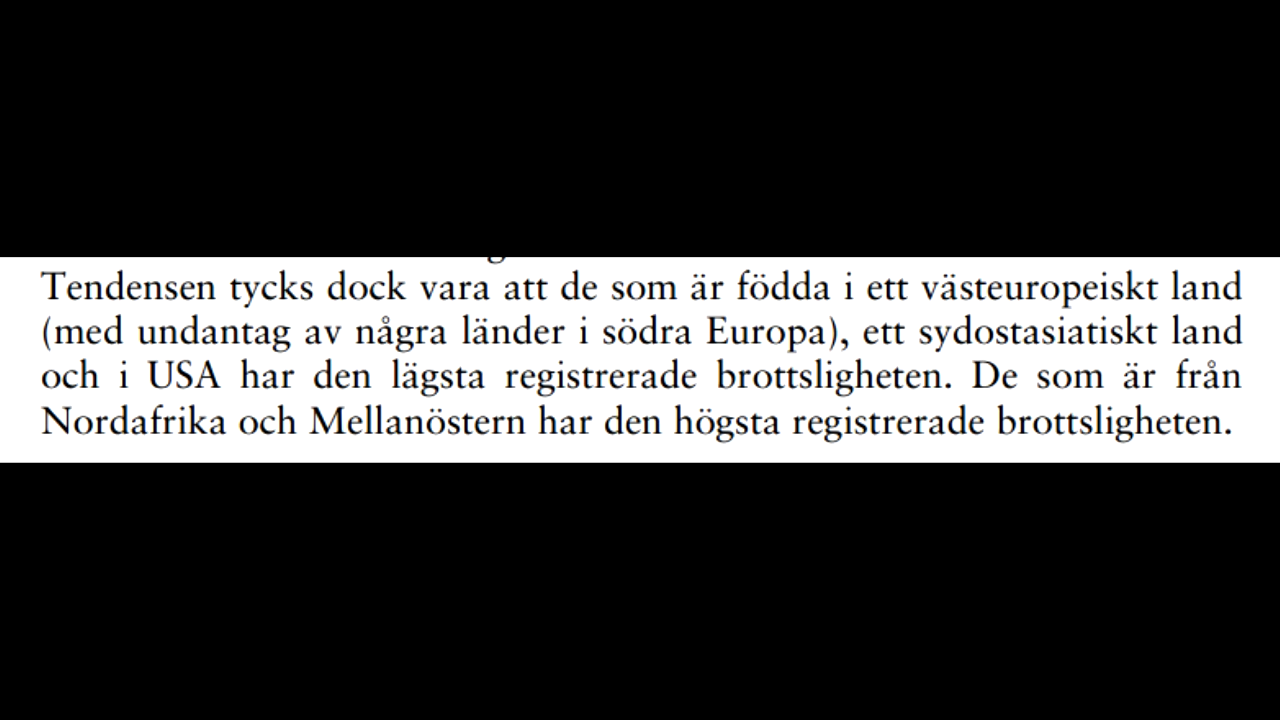 Tendensen tycks dock vara att de som är födda i ett västeuropeiskt land
(med undantag av några länder i södra Europa), ett sydostasiatiskt land
och i USA har den lägsta registrerade brottsligheten. De som är från
Nordafrika och Mellanöstern har den högsta registrerade brottsligheten.